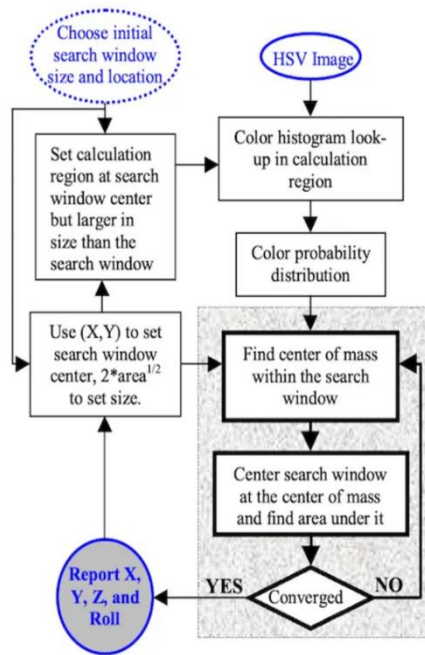 Choose initial
search window
size and location
HSV Image
Set calculation
region at search
window center
but larger in
size than the
search window
Color histogram look-
up in calculation
region
Color probability
distribution
Use (X,Y) to set
search window
center, 2*area^1/2
to set size.
Find center of mass
within the search
window
Center search window
at the center of mass
and find area under it
Report X,
Y, Z, and
Roll
YES
Converged
NO